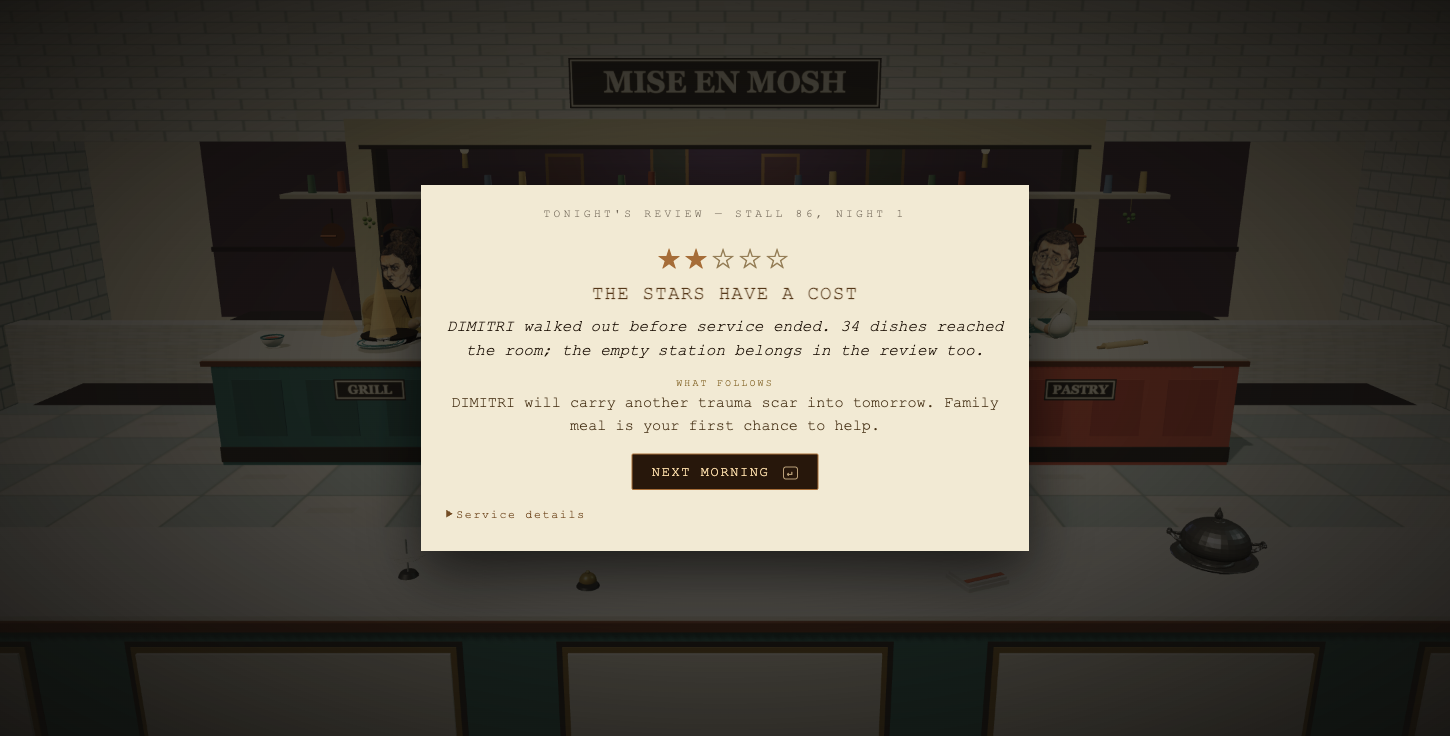 MISE EN MOSH
TONIGHT'S REVIEW — STALL 86, NIGHT 1
THE STARS HAVE A COST
DIMITRI walked out before service ended. 34 dishes reached
the room; the empty station belongs in the review too.
WHAT FOLLOWS
DIMITRI will carry another trauma scar into tomorrow. Family
meal is your first chance to help.
GRILL
PASTRY
NEXT MORNING ↵
Service details